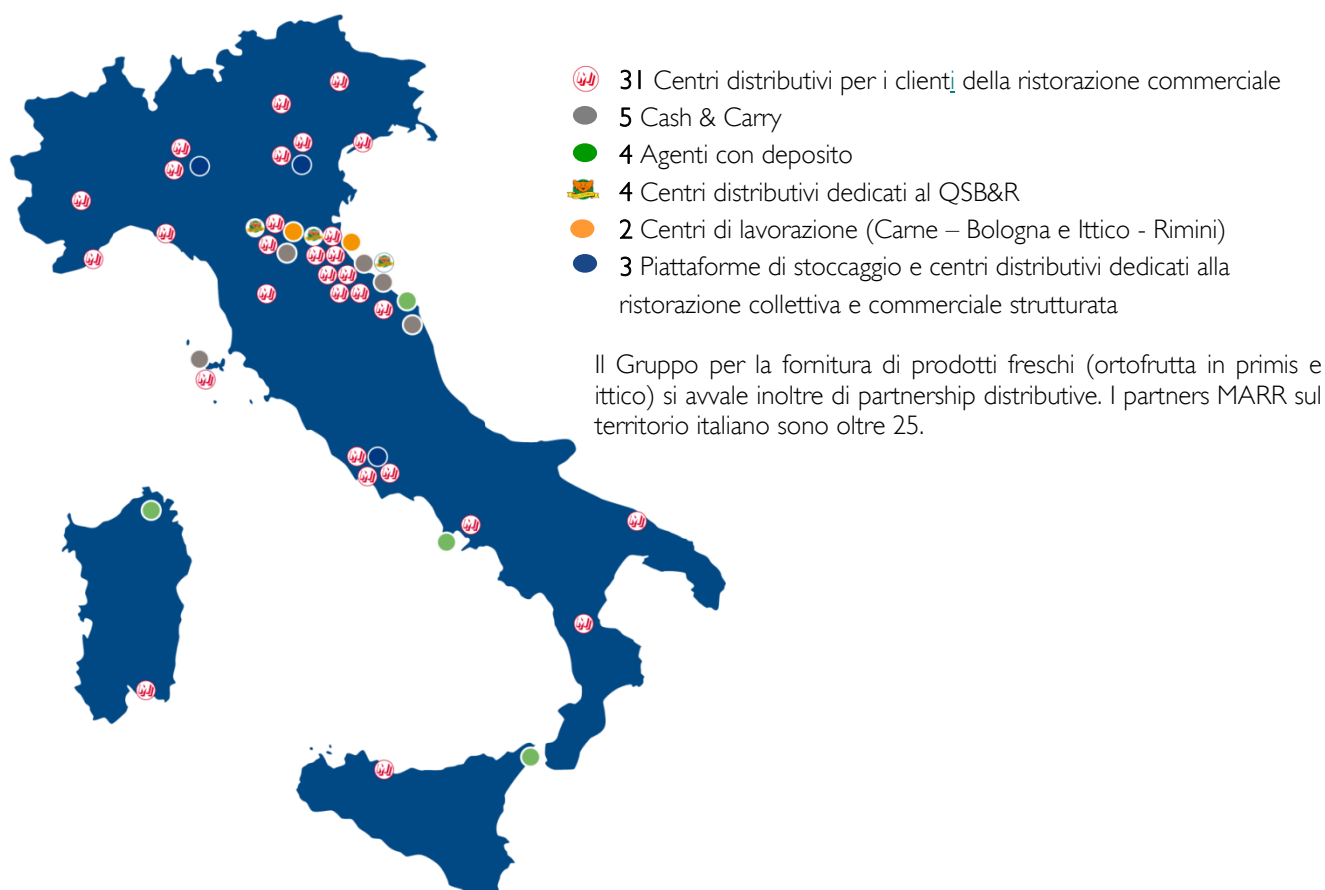 31 Centri distributivi per i clienti della ristorazione commerciale
5 Cash & Carry
4 Agenti con deposito
4 Centri distributivi dedicati al QSB&R
2 Centri di lavorazione (Carne – Bologna e Ittico - Rimini)
3 Piattaforme di stoccaggio e centri distributivi dedicati alla
ristorazione collettiva e commerciale strutturata
Il Gruppo per la fornitura di prodotti freschi (ortofrutta in primis e
ittico) si avvale inoltre di partnership distributive. I partners MARR sul
territorio italiano sono oltre 25.